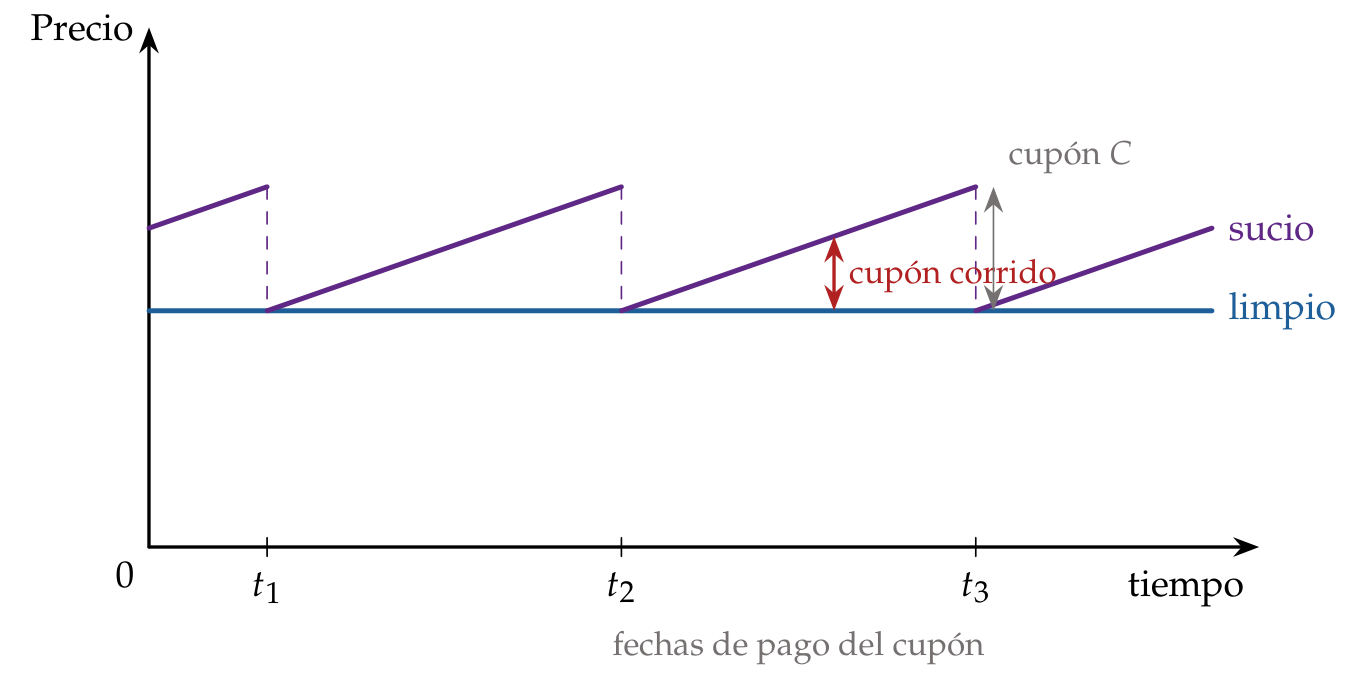 Precio
cupón C
sucio
cupón corrido
limpio
0
t1
t2
t3
tiempo
fechas de pago del cupón